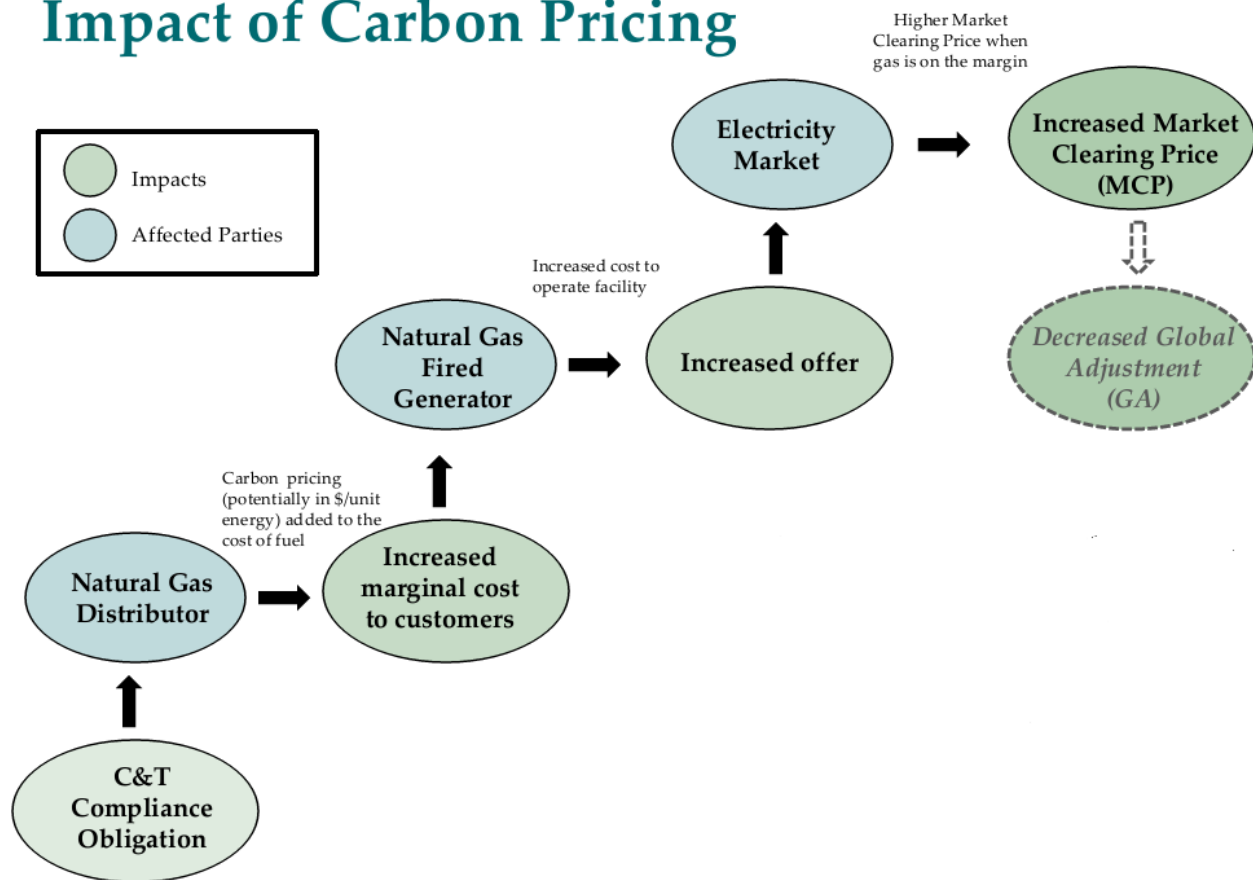 Impact of Carbon Pricing
Higher Market
Clearing Price when
gas is on the margin
Impacts
Affected Parties
Electricity
Market
Increased Market
Clearing Price
(MCP)
Increased cost to
operate facility
Natural Gas
Fired
Generator
Increased offer
Decreased Global
Adjustment
(GA)
Carbon pricing
(potentially in $/unit
energy) added to the
cost of fuel
Natural Gas
Distributor
Increased
marginal cost
to customers
C&T
Compliance
Obligation